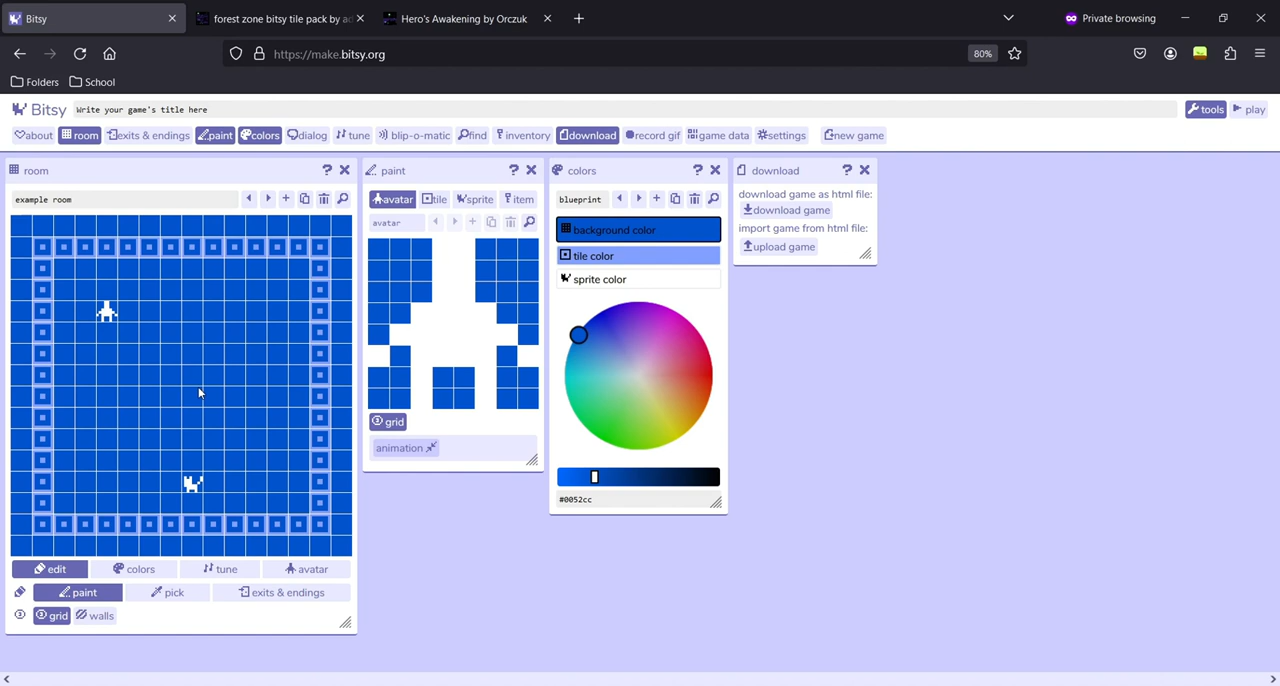 Bitsy
forest zone bitsy tile pack by ad
Hero's Awakening by Orczuk
Private browsing
https://make.bitsy.org
80%
Folders
School
Bitsy
Write your game's title here
tools
play
about
room
exits & endings
paint
colors
dialog
tune
blip-o-matic
find
inventory
download
record gif
game data
settings
new game
room
?
paint
?
colors
?
download
?
example room
avatar
tile
sprite
item
avatar
blueprint
background color
tile color
sprite color
download game as html file:
download game
import game from html file:
upload game
grid
animation
#0052cc
edit
colors
tune
avatar
paint
pick
exits & endings
grid
walls